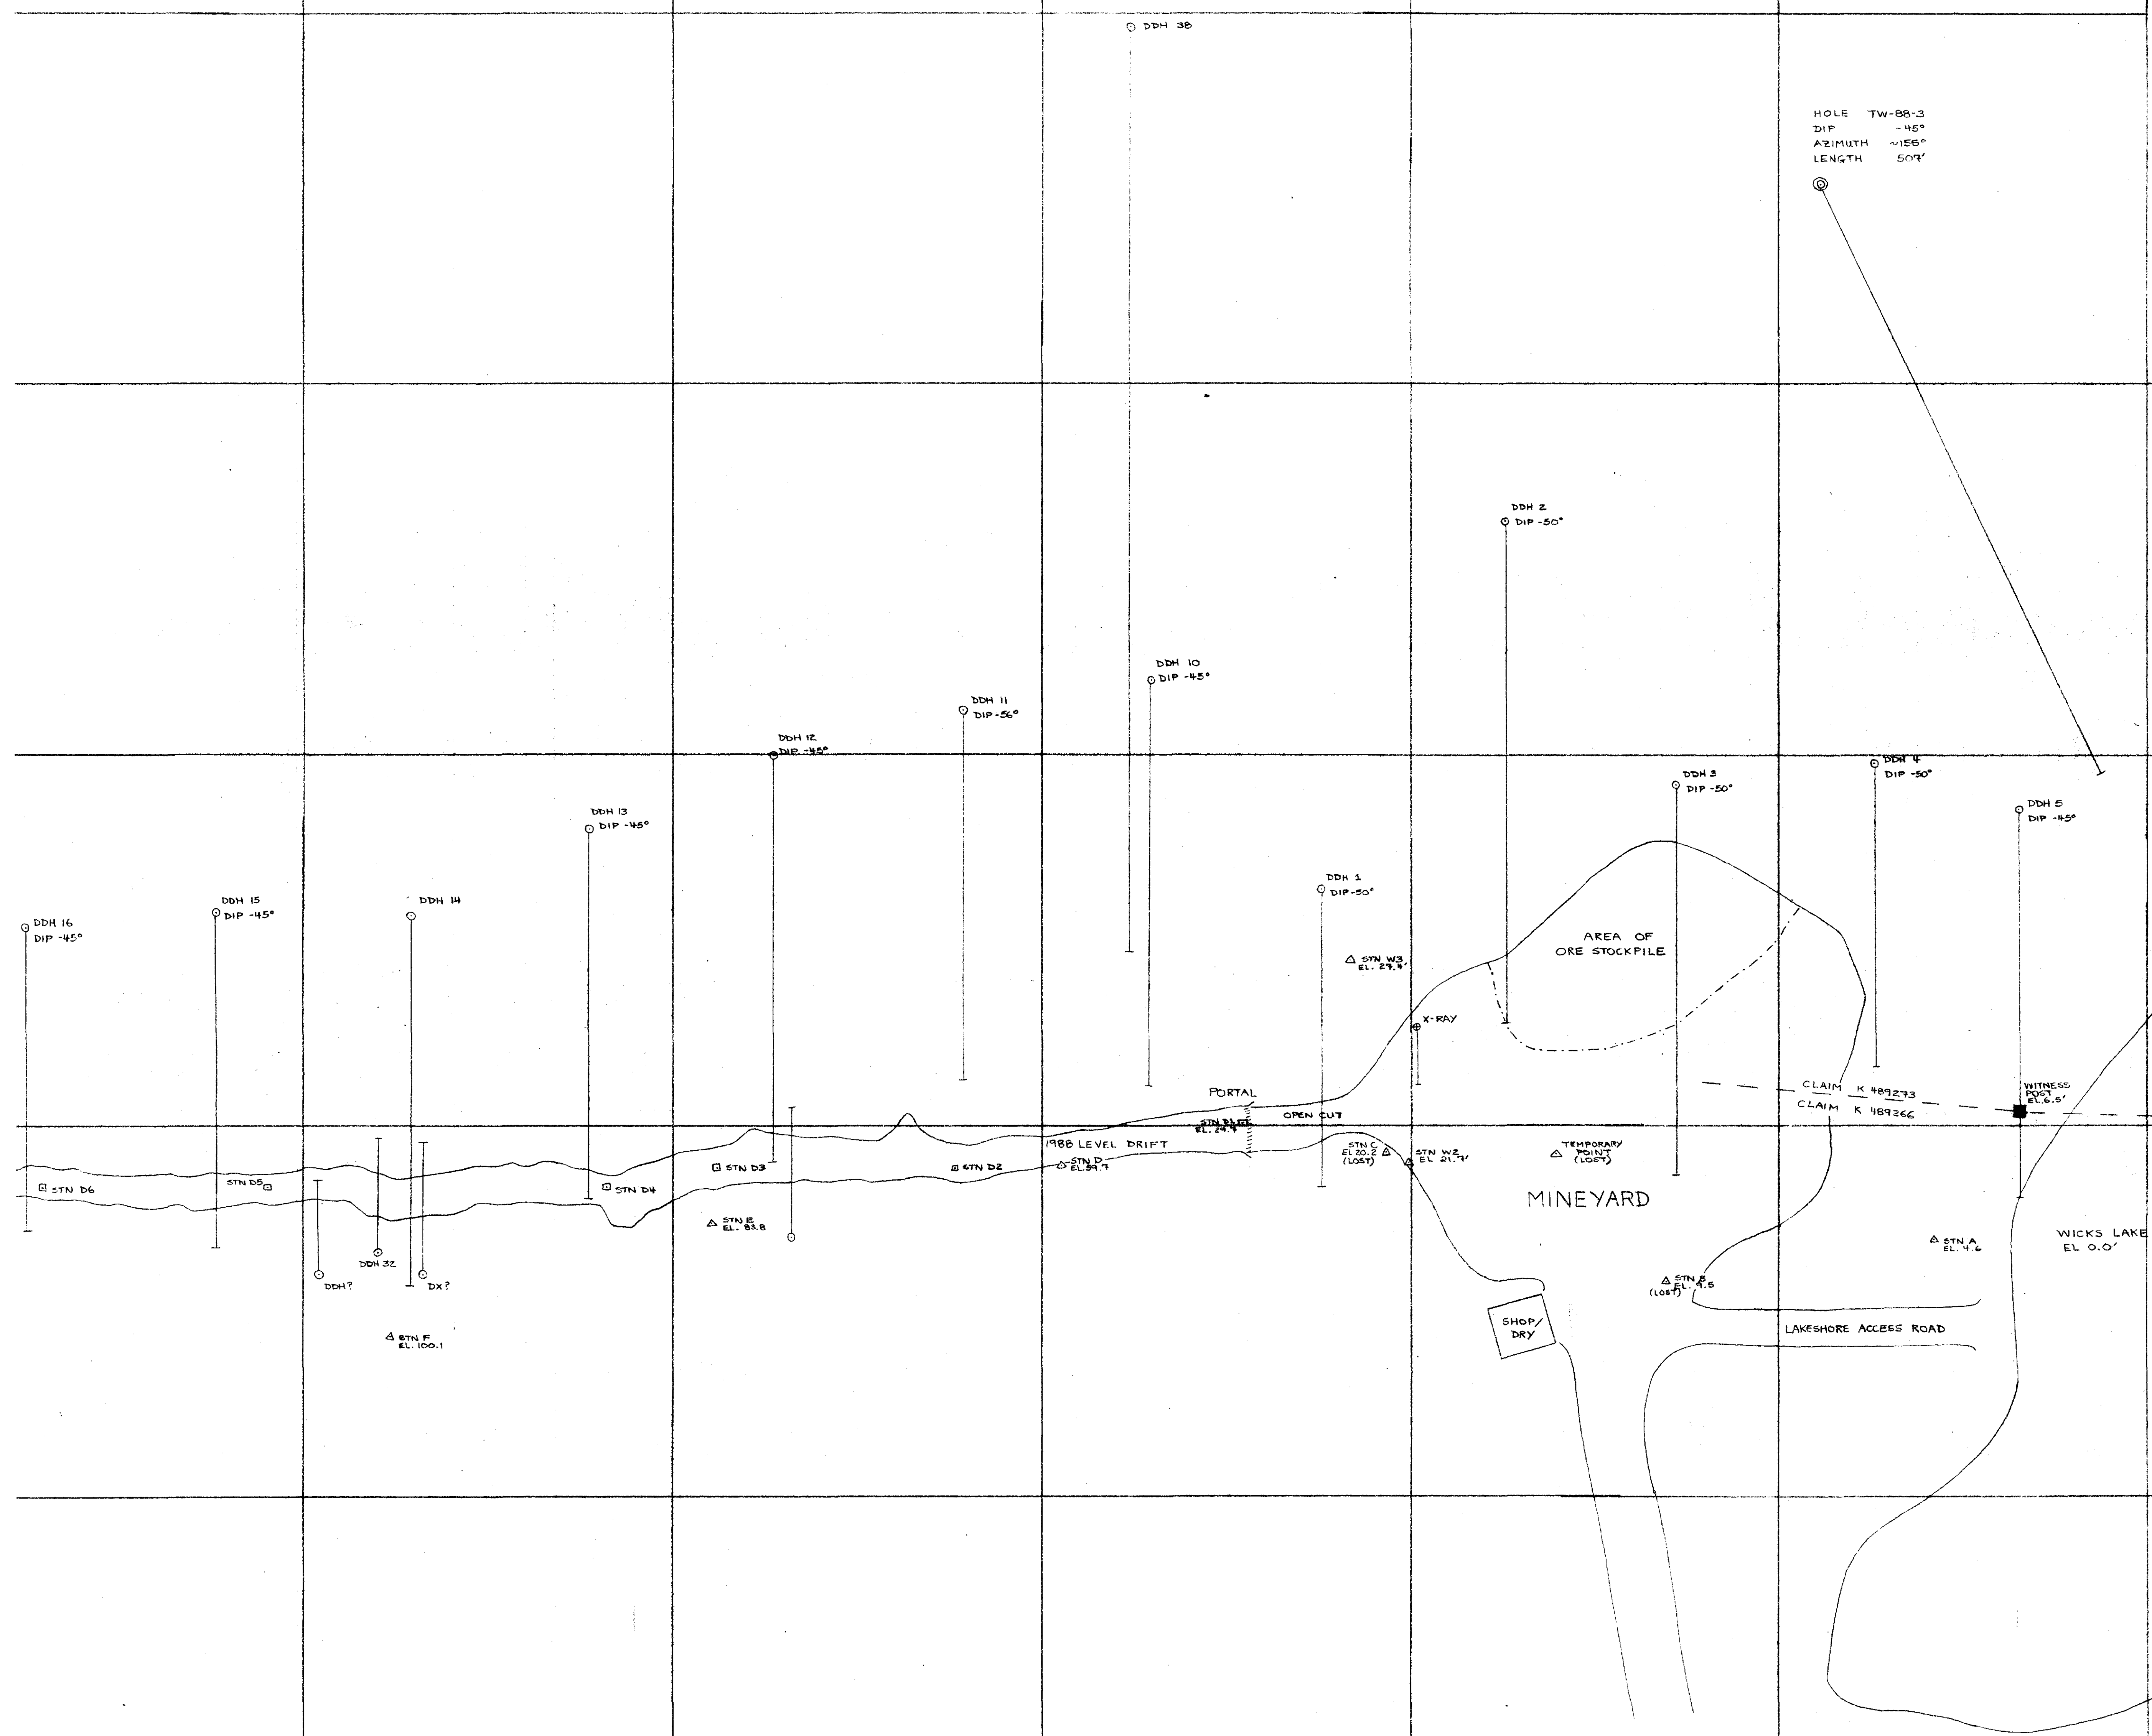 DDH 38
HOLE TW-88-3
DIP -45°
AZIMUTH ~155°
LENGTH 507'
DDH 2
DIP -50°
DDH 10
DIP -45°
DDH 11
DIP -56°
DDH 12
DIP -45°
DDH 3
DIP -50°
DDH 4
DIP -50°
DDH 5
DIP -45°
DDH 13
DIP -45°
DDH 1
DIP -50°
DDH 14
DDH 15
DIP -45°
DDH 16
DIP -45°
AREA OF
ORE STOCKPILE
STN W3
EL. 27.4'
X-RAY
PORTAL
OPEN CUT
EL. 24.4
CLAIM K 489273
CLAIM K 489266
WITNESS
POST
EL. 6.5'
1988 LEVEL DRIFT
STN C
EL 20.2
(LOST)
STN W2
EL 21.7'
TEMPORARY
POINT
(LOST)
STN D6
STN D5
STN D4
STN D3
STN D2
STN D
EL. 39.7
MINEYARD
STN E
EL. 83.8
DDH?
DDH 32
DX?
STN F
EL. 100.1
STN A
EL. 4.6
WICKS LAKE
EL 0.0'
STN B
EL. 9.5
(LOST)
SHOP/
DRY
LAKESHORE ACCESS ROAD